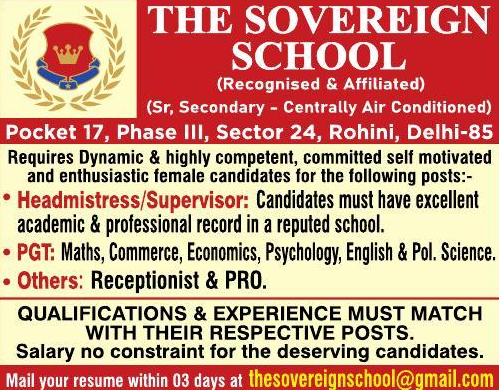 THE SOVEREIGN
SCHOOL
(Recognised & Affiliated)
(Sr, Secondary - Centrally Air Conditioned)
Pocket 17, Phase III, Sector 24, Rohini, Delhi-85
Requires Dynamic & highly competent, committed self motivated
and enthusiastic female candidates for the following posts:-
• Headmistress/Supervisor: Candidates must have excellent
academic & professional record in a reputed school.
• PGT: Maths, Commerce, Economics, Psychology, English & Pol. Science.
• Others: Receptionist & PRO.
QUALIFICATIONS & EXPERIENCE MUST MATCH
WITH THEIR RESPECTIVE POSTS.
Salary no constraint for the deserving candidates.
Mail your resume within 03 days at thesovereignschool@gmail.com